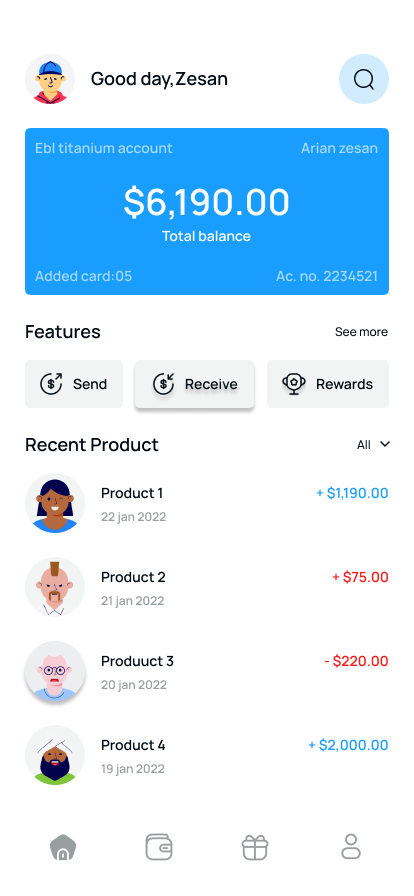 Good day,Zesan
Ebl titanium account Arian zesan
$6,190.00
Total balance
Added card:05 Ac. no. 2234521
Features See more
Send Receive Rewards
Recent Product All
Product 1 + $1,190.00
22 jan 2022
Product 2 + $75.00
21 jan 2022
Produuct 3 - $220.00
20 jan 2022
Product 4 + $2,000.00
19 jan 2022